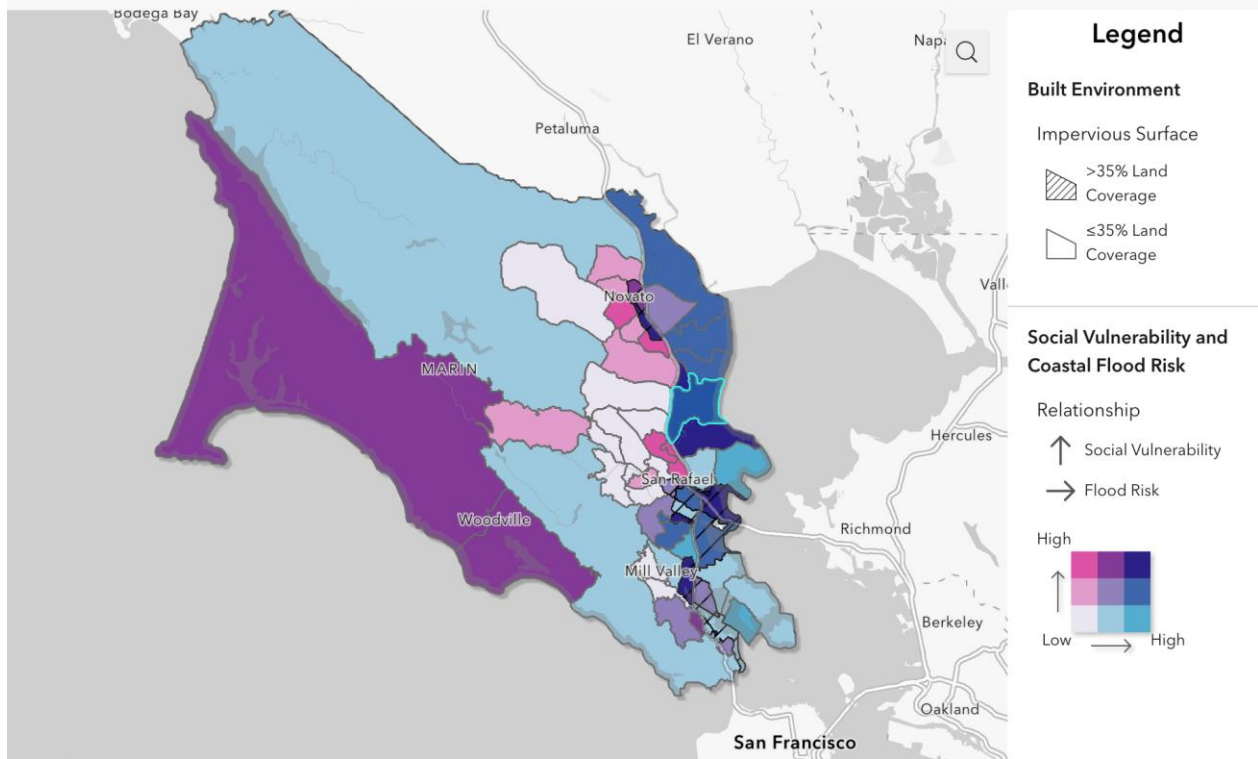 Bodega Bay
El Verano
Napa
Petaluma
Novato
MARIN
Hercules
San Rafael
Woodville
Richmond
Mill Valley
Berkeley
Oakland
San Francisco
Legend
Built Environment
Impervious Surface
>35% Land
Coverage
≤35% Land
Coverage
Social Vulnerability and
Coastal Flood Risk
Relationship
Social Vulnerability
Flood Risk
High
Low
High